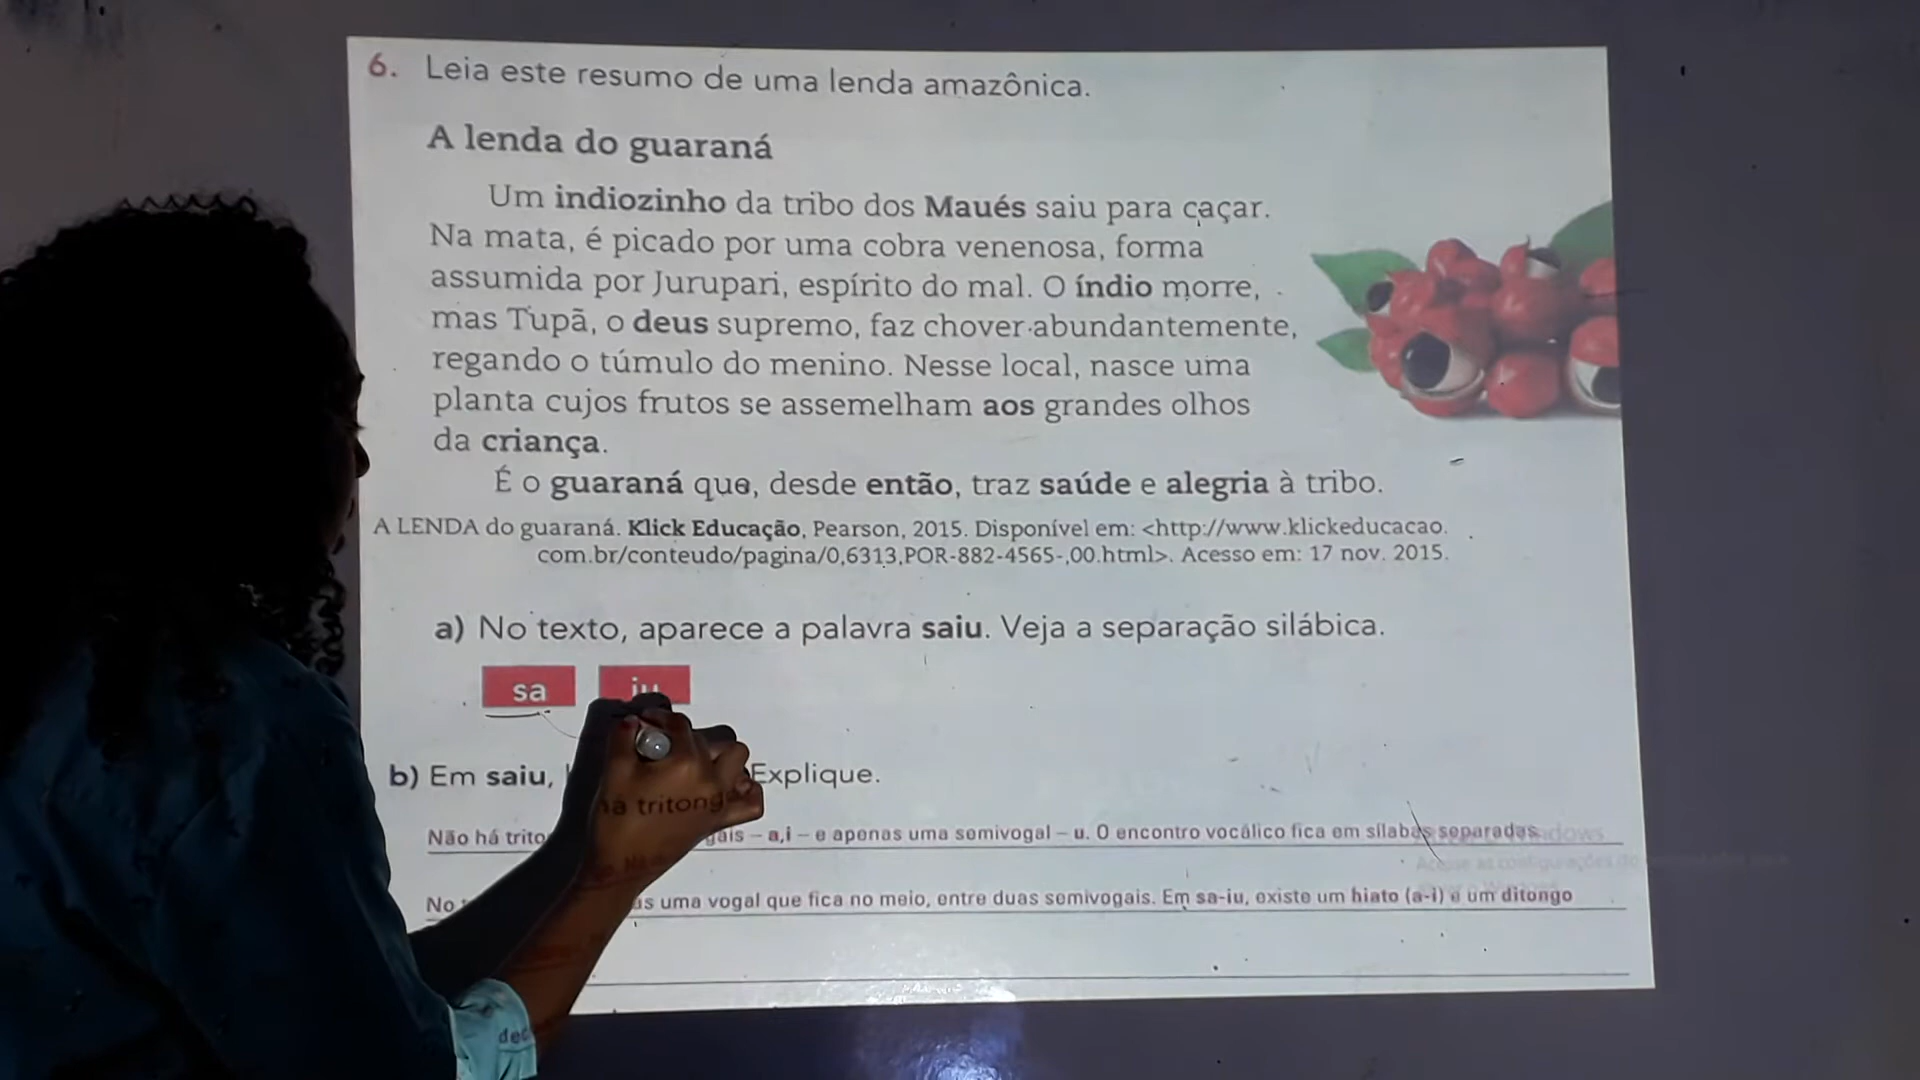 6. Leia este resumo de uma lenda amazônica.
A lenda do guaraná
Um indiozinho da tribo dos Maués saiu para caçar.
Na mata, é picado por uma cobra venenosa, forma
assumida por Jurupari, espírito do mal. O índio morre,
mas Tupã, o deus supremo, faz chover abundantemente,
regando o túmulo do menino. Nesse local, nasce uma
planta cujos frutos se assemelham aos grandes olhos
da criança.
É o guaraná que, desde então, traz saúde e alegria à tribo.
A LENDA do guaraná. Klick Educação, Pearson, 2015. Disponível em: <http://www.klickeducacao.
com.br/conteudo/pagina/0,6313,POR-882-4565-,00.html>. Acesso em: 17 nov. 2015.
a) No texto, aparece a palavra saiu. Veja a separação silábica.
sa iu
b) Em saiu, há tritongo Explique.
Não há – a,i – e apenas uma semivogal – u. O encontro vocálico fica em sílabas separadas.
No uma vogal que fica no meio, entre duas semivogais. Em sa-iu, existe um hiato (a-i) e um ditongo